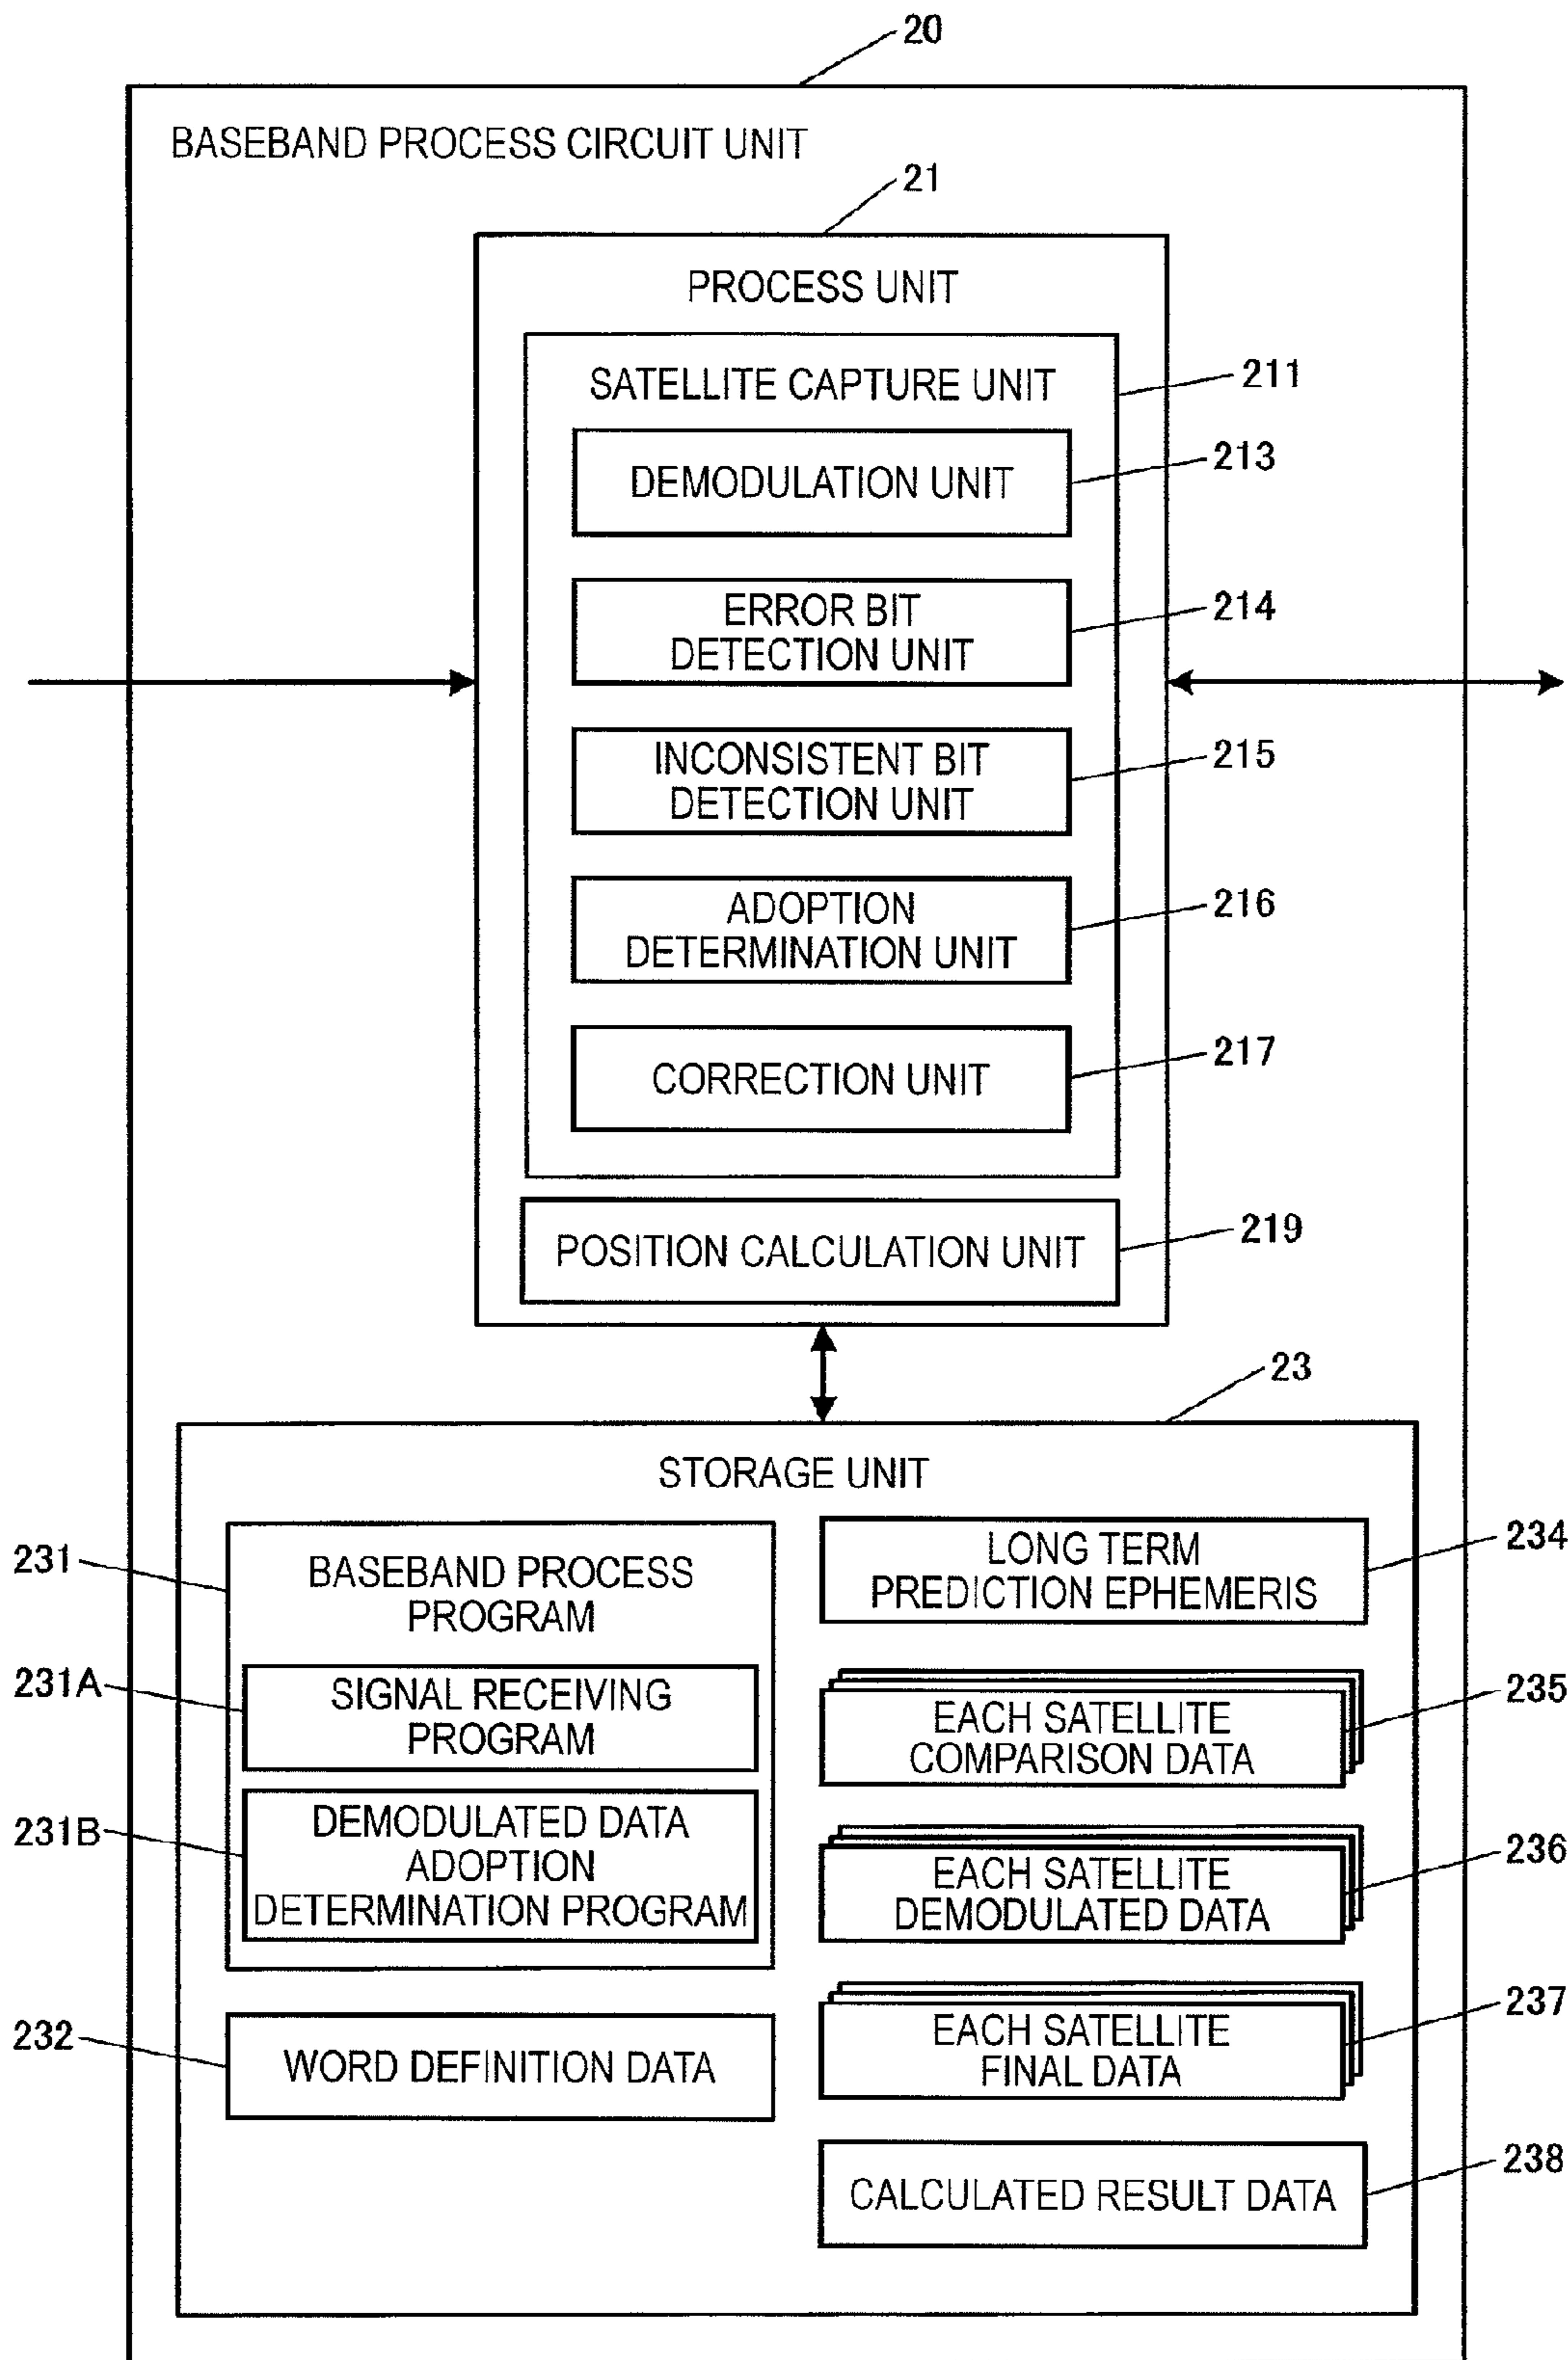 20
BASEBAND PROCESS CIRCUIT UNIT
21
PROCESS UNIT
SATELLITE CAPTURE UNIT
211
DEMODULATION UNIT
213
ERROR BIT
DETECTION UNIT
214
INCONSISTENT BIT
DETECTION UNIT
215
ADOPTION
DETERMINATION UNIT
216
CORRECTION UNIT
217
POSITION CALCULATION UNIT
219
23
STORAGE UNIT
231
BASEBAND PROCESS
PROGRAM
231A
SIGNAL RECEIVING
PROGRAM
231B
DEMODULATED DATA
ADOPTION
DETERMINATION PROGRAM
232
WORD DEFINITION DATA
LONG TERM
PREDICTION EPHEMERIS
234
EACH SATELLITE
COMPARISON DATA
235
EACH SATELLITE
DEMODULATED DATA
236
EACH SATELLITE
FINAL DATA
237
CALCULATED RESULT DATA
238